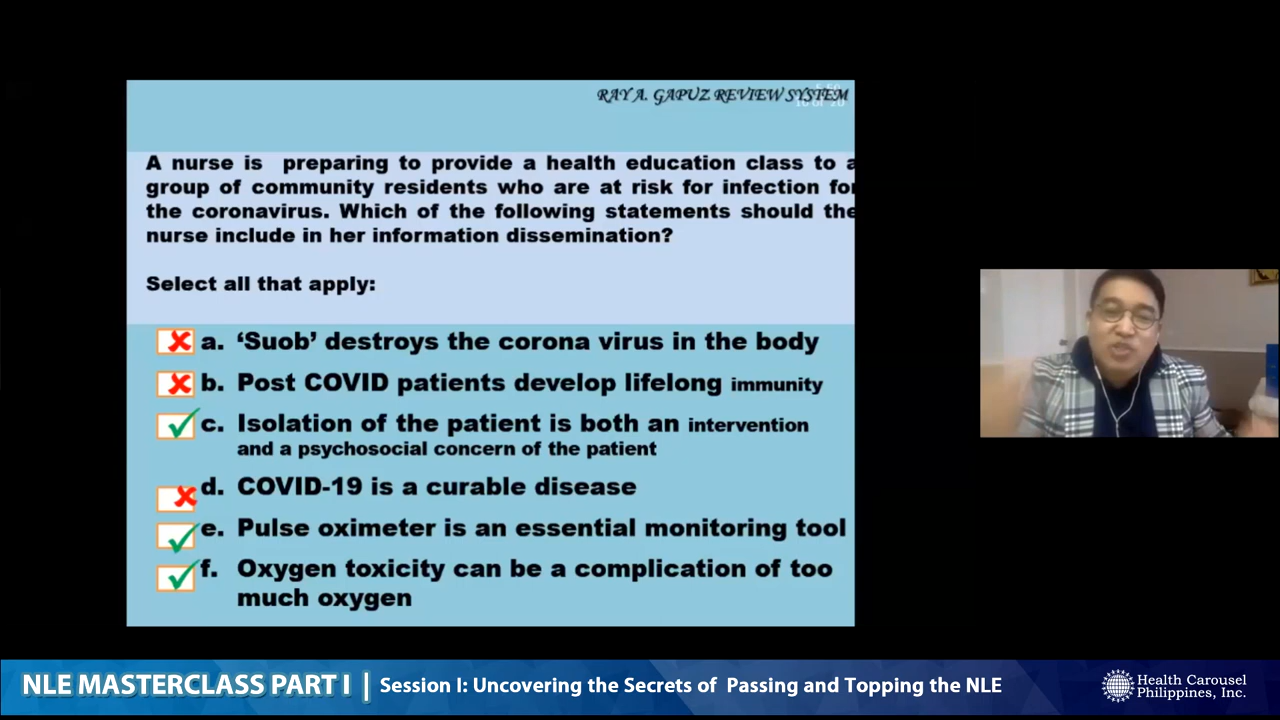 RAY A. GAPUZ REVIEW SYSTEM
A nurse is preparing to provide a health education class to a
group of community residents who are at risk for infection for
the coronavirus. Which of the following statements should the
nurse include in her information dissemination?
Select all that apply:
a. ‘Suob’ destroys the corona virus in the body
b. Post COVID patients develop lifelong immunity
c. Isolation of the patient is both an intervention
and a psychosocial concern of the patient
d. COVID-19 is a curable disease
e. Pulse oximeter is an essential monitoring tool
f. Oxygen toxicity can be a complication of too
much oxygen
NLE MASTERCLASS PART I | Session I: Uncovering the Secrets of Passing and Topping the NLE
Health Carousel
Philippines, Inc.